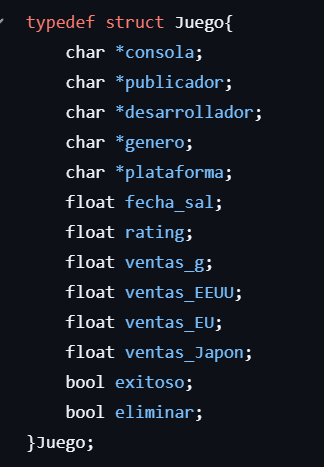 typedef struct Juego{
    char *consola;
    char *publicador;
    char *desarrollador;
    char *genero;
    char *plataforma;
    float fecha_sal;
    float rating;
    float ventas_g;
    float ventas_EEUU;
    float ventas_EU;
    float ventas_Japon;
    bool exitoso;
    bool eliminar;
}Juego;